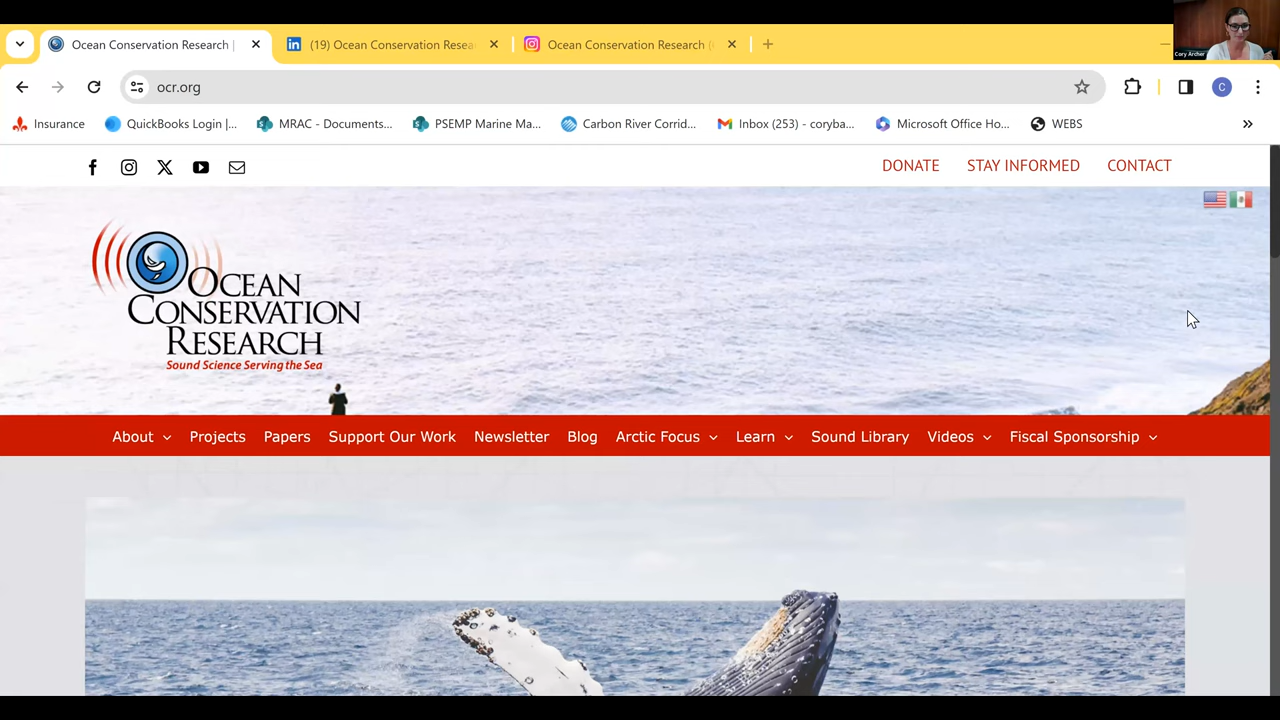 Ocean Conservation Research |
(19) Ocean Conservation Resea
Ocean Conservation Research (
Cory Archer
ocr.org
Insurance
QuickBooks Login |...
MRAC - Documents...
PSEMP Marine Ma...
Carbon River Corrid...
Inbox (253) - coryba...
Microsoft Office Ho...
WEBS
DONATE
STAY INFORMED
CONTACT
OCEAN
CONSERVATION
RESEARCH
Sound Science Serving the Sea
About
Projects
Papers
Support Our Work
Newsletter
Blog
Arctic Focus
Learn
Sound Library
Videos
Fiscal Sponsorship